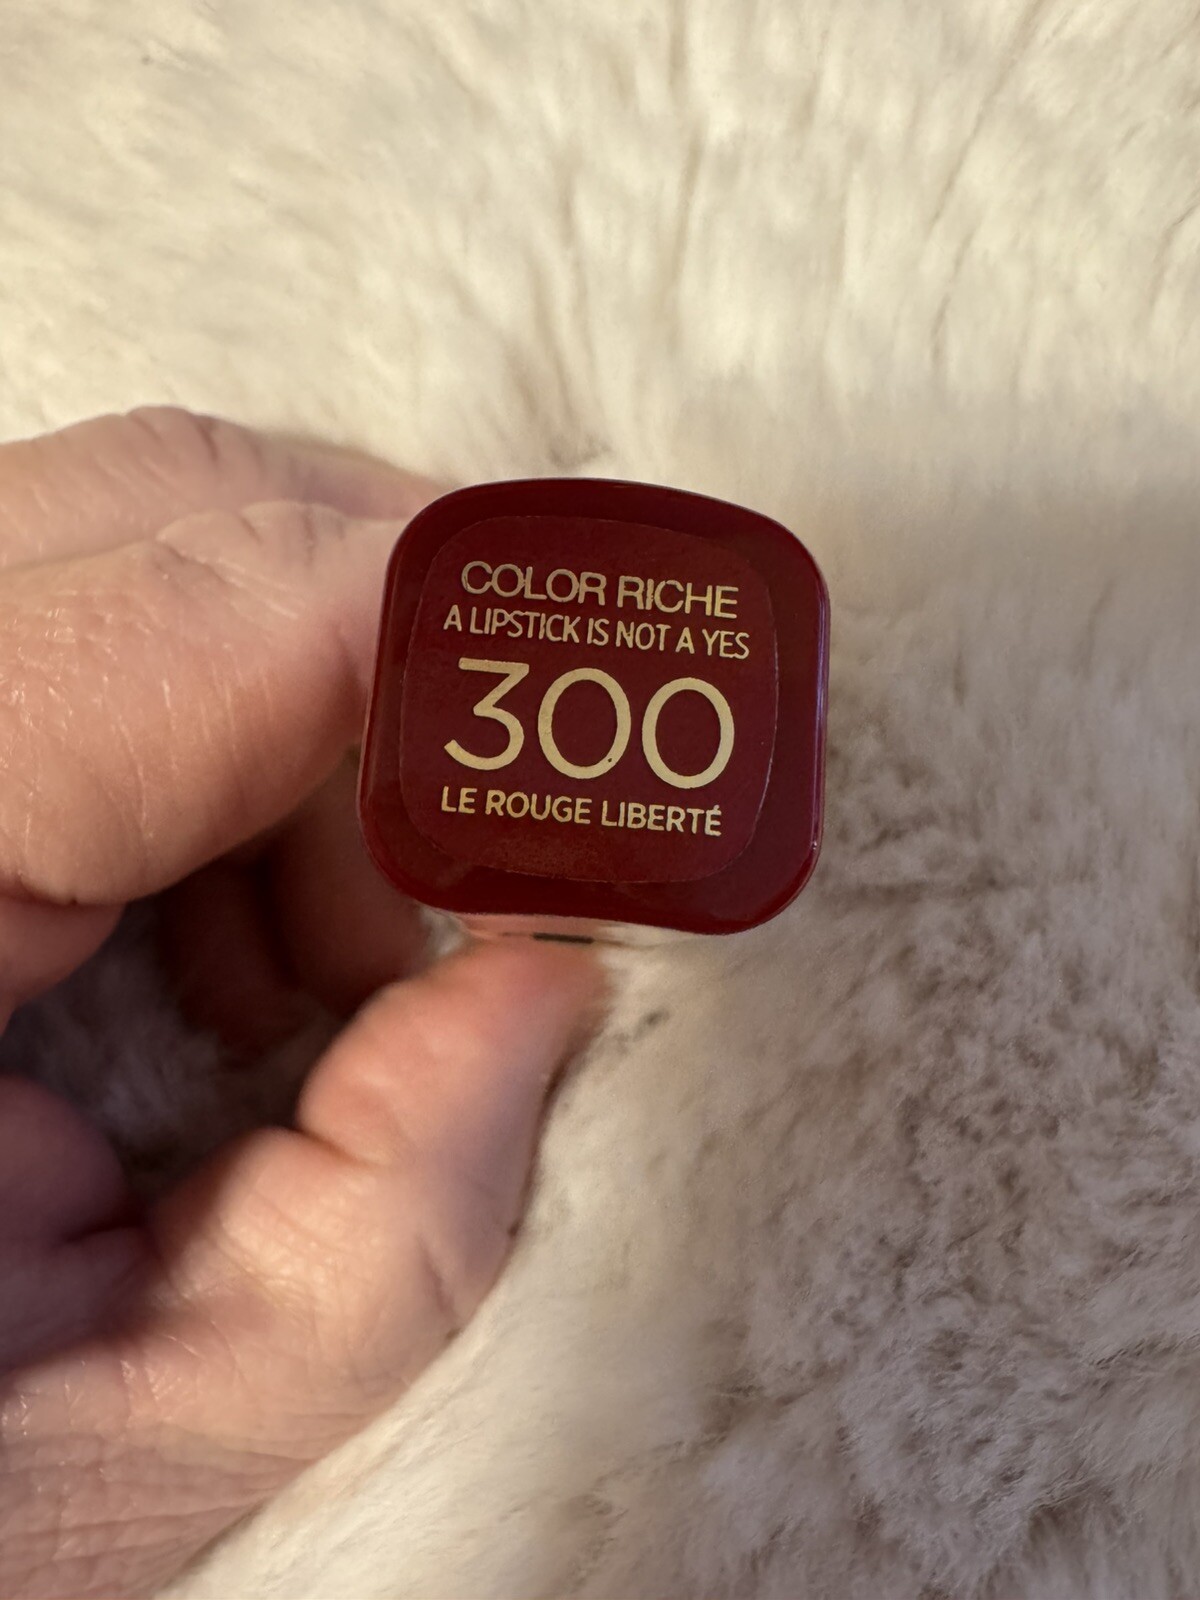 COLOR RICHE
A LIPSTICK IS NOT A YES
300
LE ROUGE LIBERTÉ